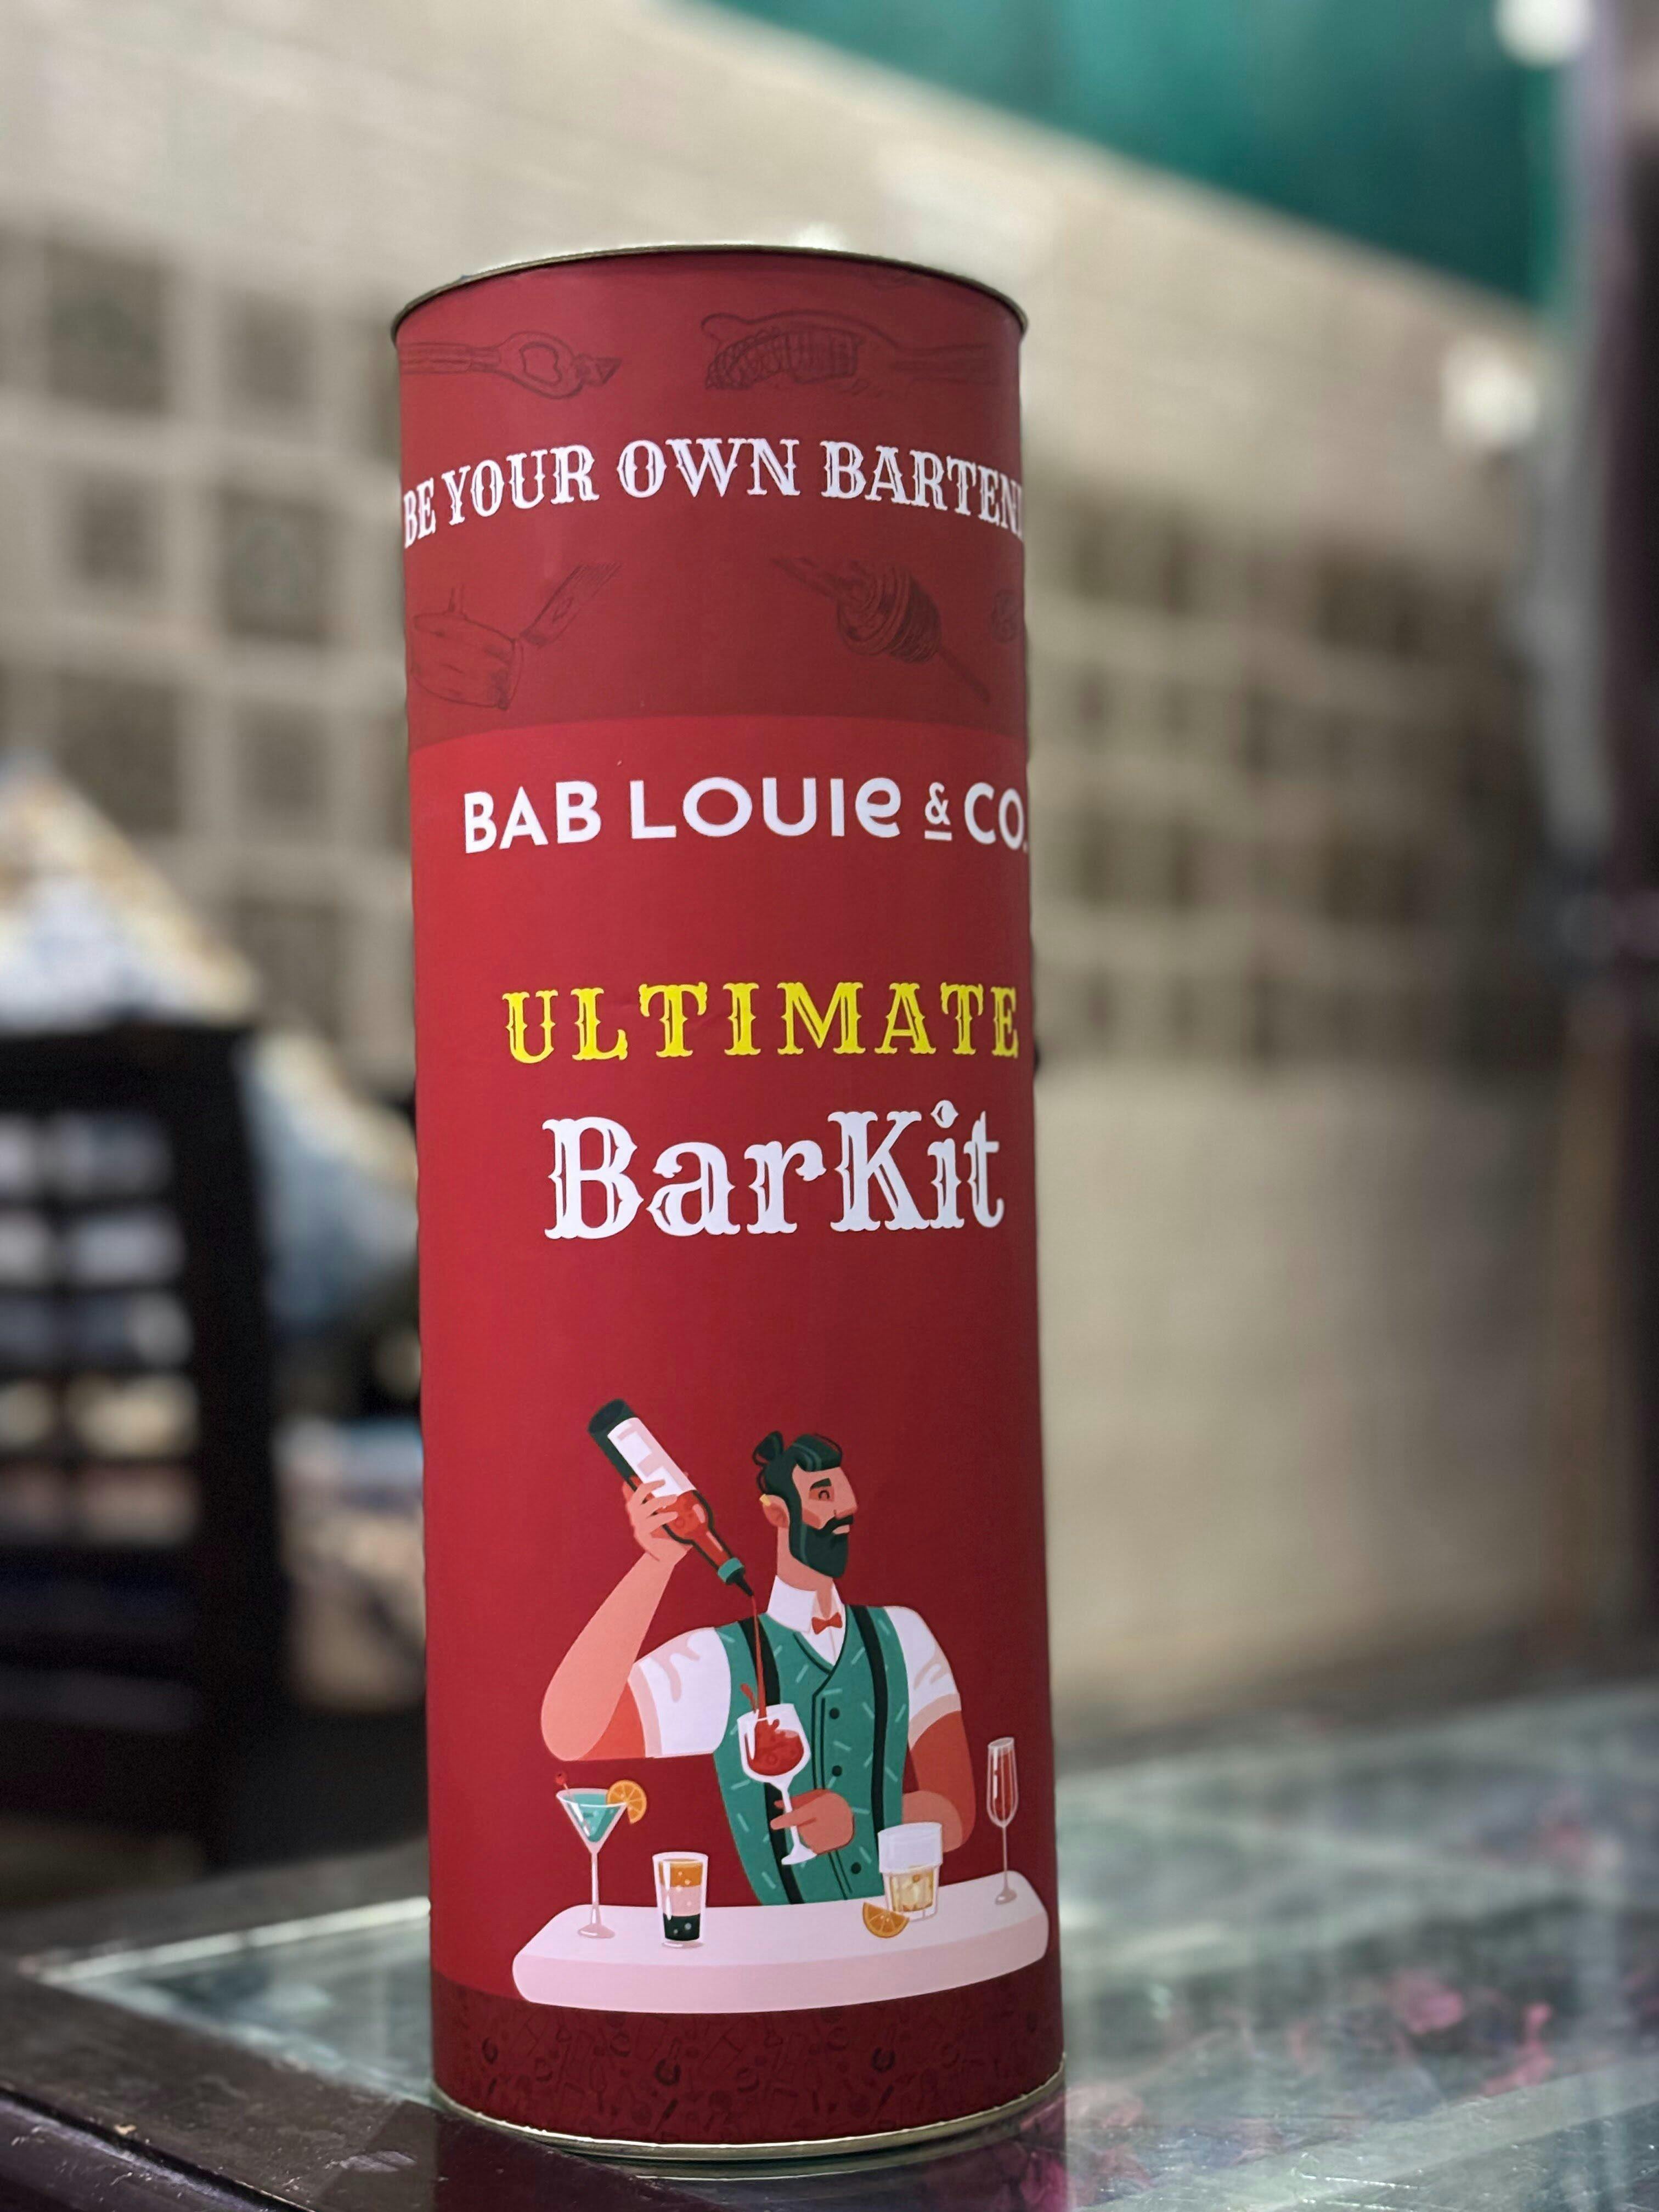 BE YOUR OWN BARTEN
BAB LOUIE & CO.
ULTIMATE
BarKit